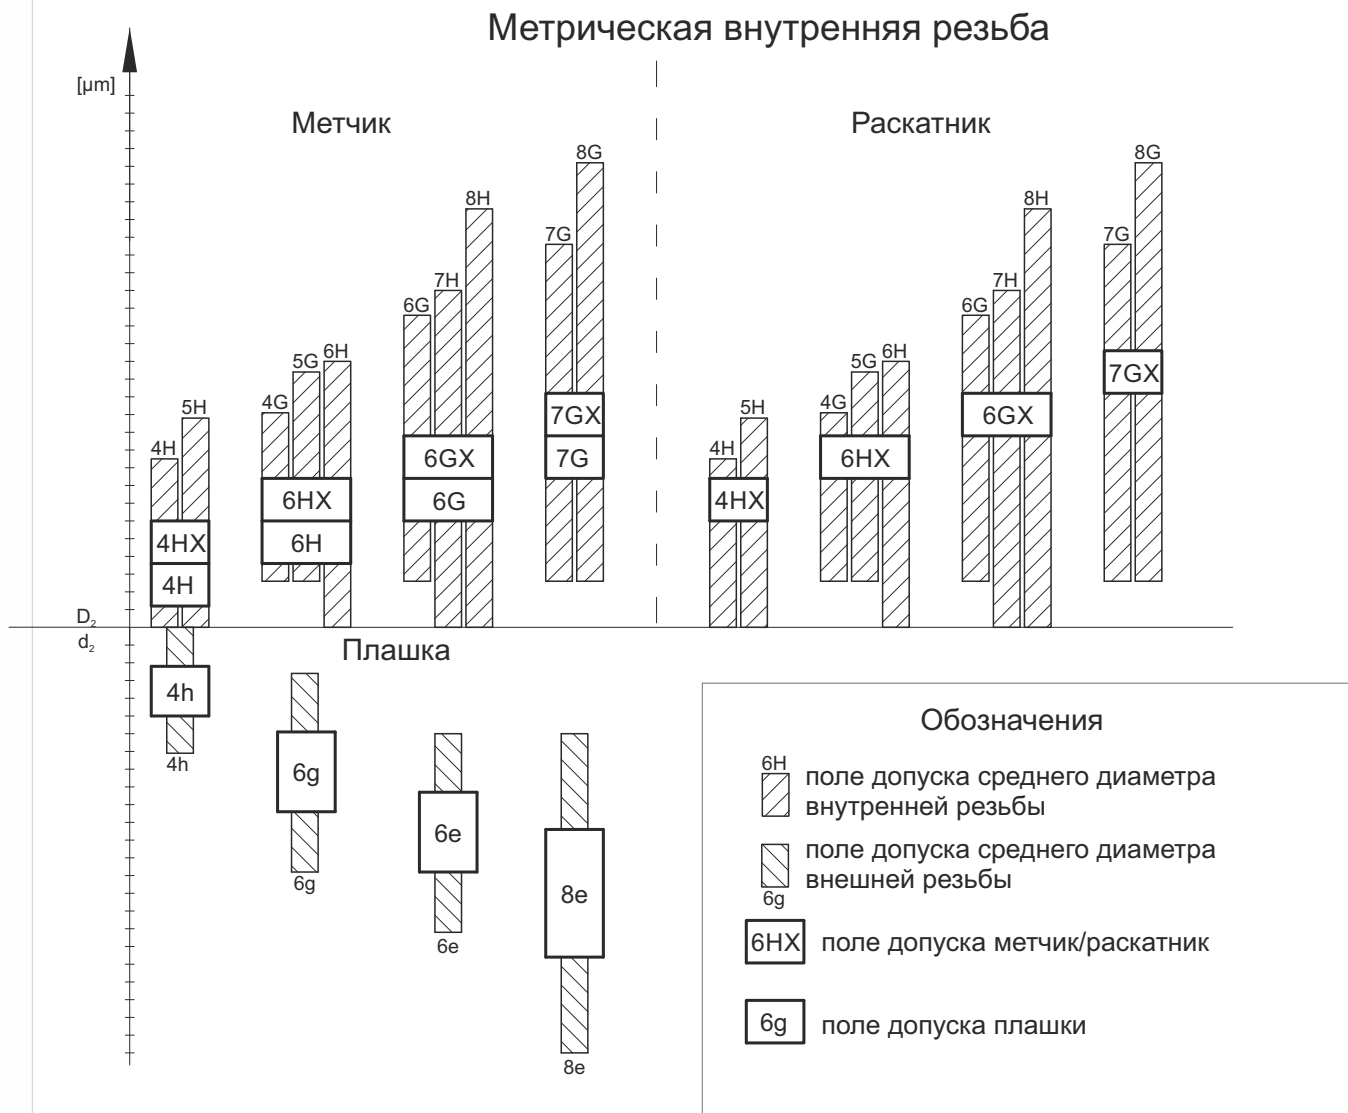 Метрическая внутренняя резьба
[µm]
Метчик
Раскатник
8G
8G
8H
8H
7G
7G
7H
7H
6G
6G
6H
6H
5G
5G
4G
4G
5H
5H
4H
4H
7GX
7GX
6GX
6GX
7G
6HX
6HX
6G
4HX
4HX
6H
4H
D₂
d₂
Плашка
4h
4h
6g
6g
6e
6e
8e
8e
Обозначения
6H
поле допуска среднего диаметра
внутренней резьбы
поле допуска среднего диаметра
внешней резьбы
6g
6HX
поле допуска метчик/раскатник
6g
поле допуска плашки